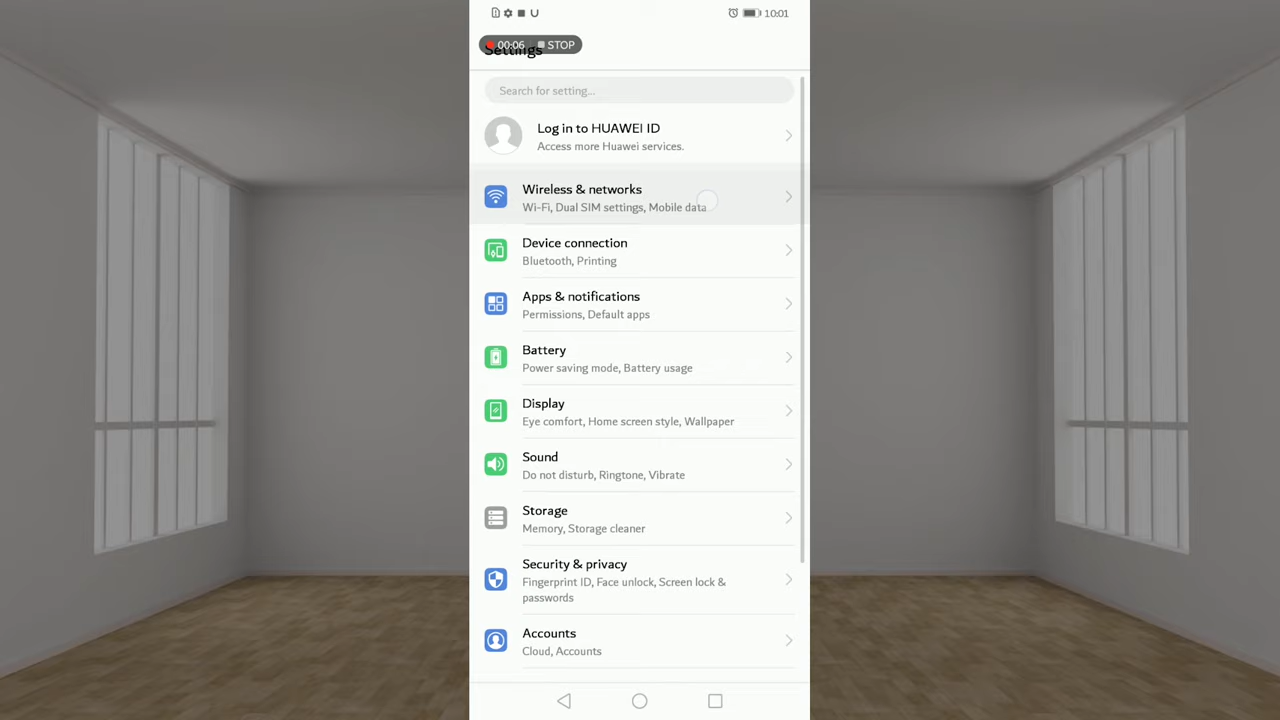 10:01
00:06 STOP
Settings
Search for setting...
Log in to HUAWEI ID
Access more Huawei services.
Wireless & networks
Wi-Fi, Dual SIM settings, Mobile data
Device connection
Bluetooth, Printing
Apps & notifications
Permissions, Default apps
Battery
Power saving mode, Battery usage
Display
Eye comfort, Home screen style, Wallpaper
Sound
Do not disturb, Ringtone, Vibrate
Storage
Memory, Storage cleaner
Security & privacy
Fingerprint ID, Face unlock, Screen lock &
passwords
Accounts
Cloud, Accounts